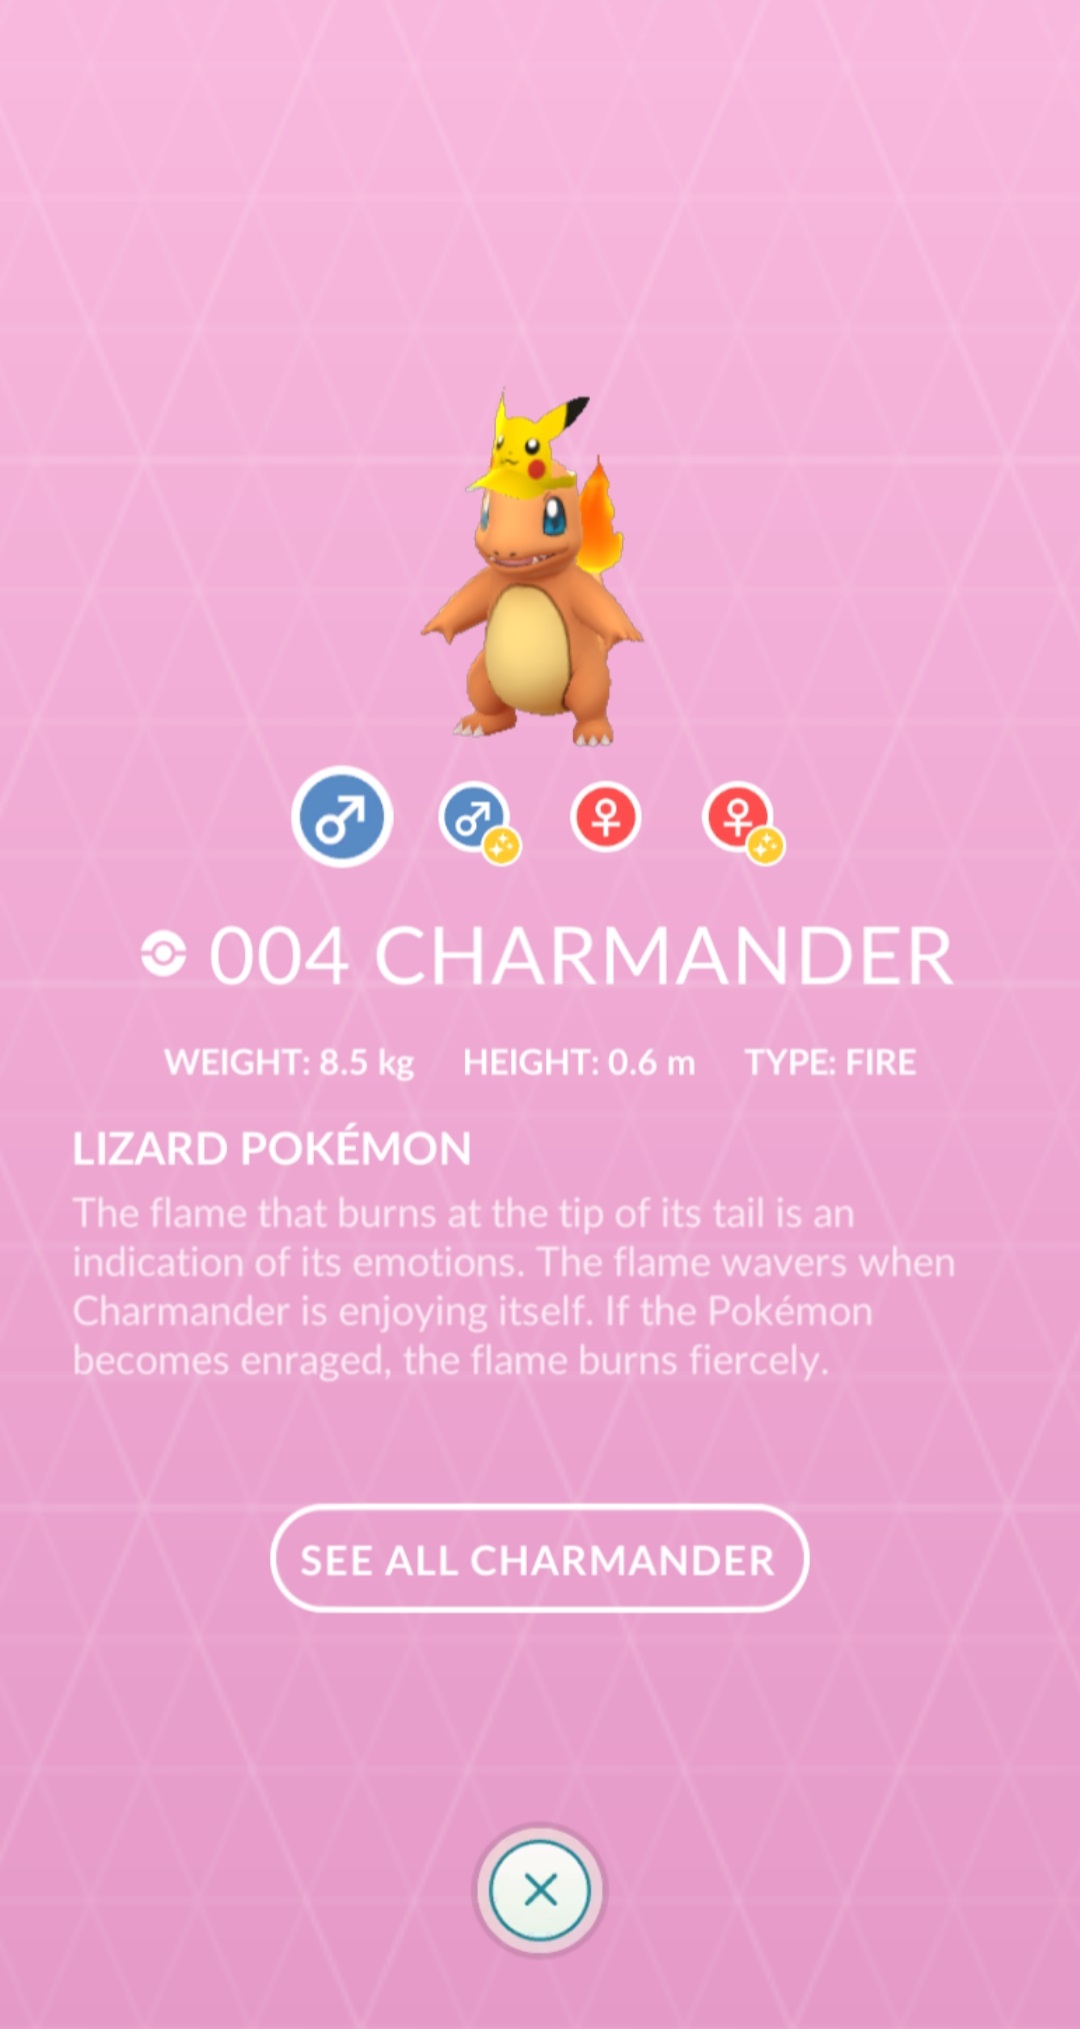 004 CHARMANDER
WEIGHT: 8.5 kg HEIGHT: 0.6 m TYPE: FIRE
LIZARD POKÉMON
The flame that burns at the tip of its tail is an
indication of its emotions. The flame wavers when
Charmander is enjoying itself. If the Pokémon
becomes enraged, the flame burns fiercely.
SEE ALL CHARMANDER